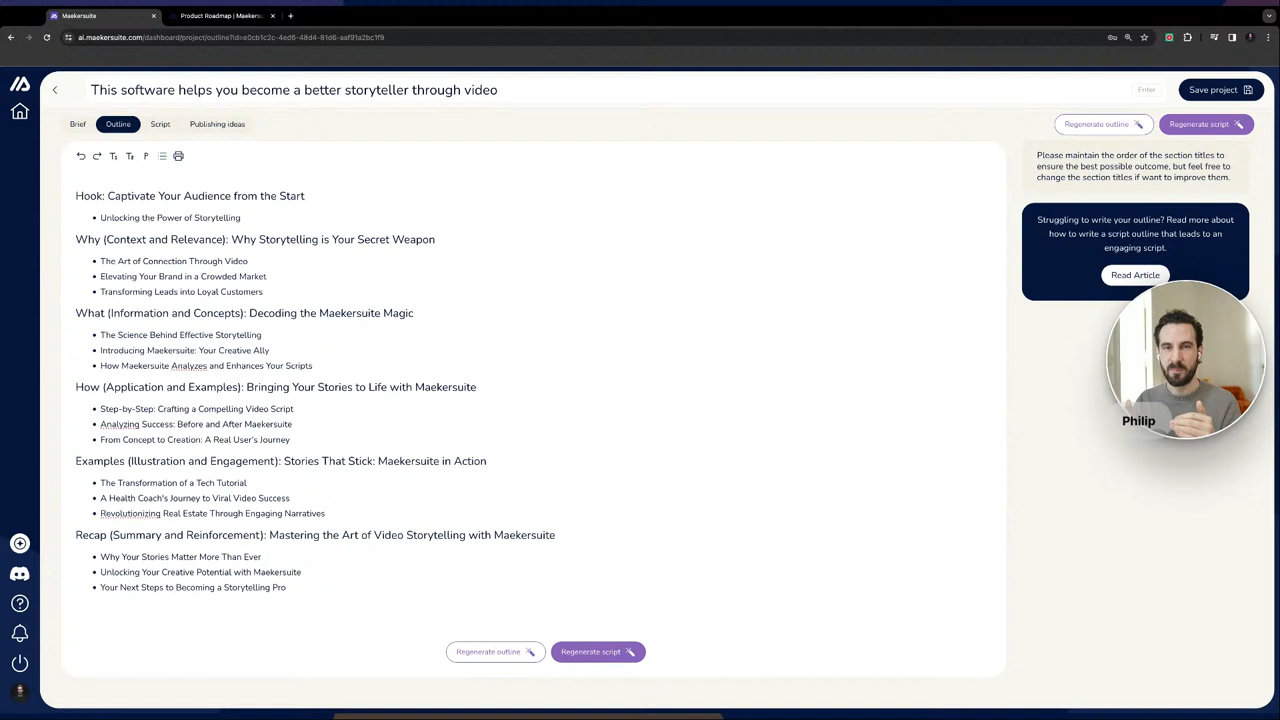 Maekersuite
Product Roadmap | Maekersu
ai.maekersuite.com/dashboard/project/outline?id=e0cb1c2c-4ed6-48d4-81d6-aaf91a2bc1f9
This software helps you become a better storyteller through video
Enter
Save project
Brief
Outline
Script
Publishing ideas
Regenerate outline
Regenerate script
Please maintain the order of the section titles to
ensure the best possible outcome, but feel free to
change the section titles if want to improve them.
Struggling to write your outline? Read more about
how to write a script outline that leads to an
engaging script.
Read Article
Hook: Captivate Your Audience from the Start
• Unlocking the Power of Storytelling
Why (Context and Relevance): Why Storytelling is Your Secret Weapon
• The Art of Connection Through Video
• Elevating Your Brand in a Crowded Market
• Transforming Leads into Loyal Customers
What (Information and Concepts): Decoding the Maekersuite Magic
• The Science Behind Effective Storytelling
• Introducing Maekersuite: Your Creative Ally
• How Maekersuite Analyzes and Enhances Your Scripts
How (Application and Examples): Bringing Your Stories to Life with Maekersuite
• Step-by-Step: Crafting a Compelling Video Script
• Analyzing Success: Before and After Maekersuite
• From Concept to Creation: A Real User's Journey
Examples (Illustration and Engagement): Stories That Stick: Maekersuite in Action
• The Transformation of a Tech Tutorial
• A Health Coach's Journey to Viral Video Success
• Revolutionizing Real Estate Through Engaging Narratives
Recap (Summary and Reinforcement): Mastering the Art of Video Storytelling with Maekersuite
• Why Your Stories Matter More Than Ever
• Unlocking Your Creative Potential with Maekersuite
• Your Next Steps to Becoming a Storytelling Pro
Regenerate outline
Regenerate script
Philip